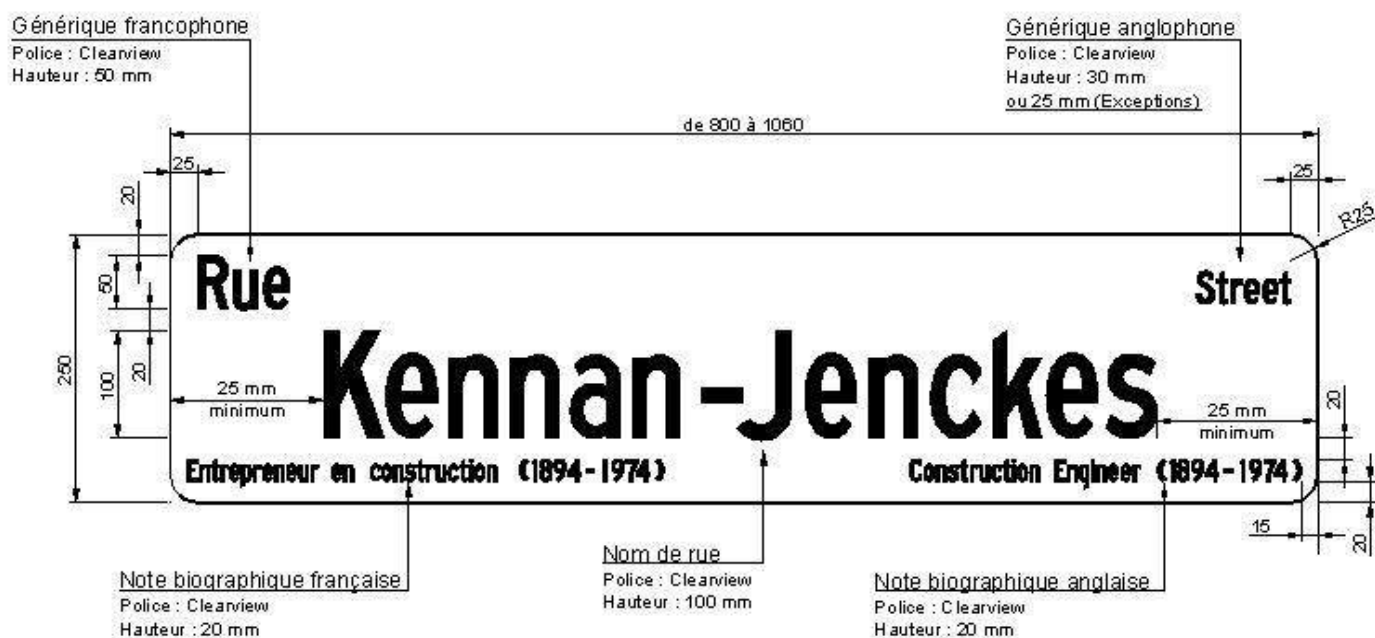 Générique francophone
Police : Clearview
Hauteur : 50 mm
Générique anglophone
Police : Clearview
Hauteur : 30 mm
ou 25 mm (Exceptions)
de 800 à 1060
25
25
20
R25
Rue
Street
50
250
100
20
Kennan-Jenckes
25 mm
minimum
25 mm
minimum
20
Entrepreneur en construction (1894-1974)
Construction Engineer (1894-1974)
15
20
Note biographique française
Police : Clearview
Hauteur : 20 mm
Nom de rue
Police : Clearview
Hauteur : 100 mm
Note biographique anglaise
Police : Clearview
Hauteur : 20 mm